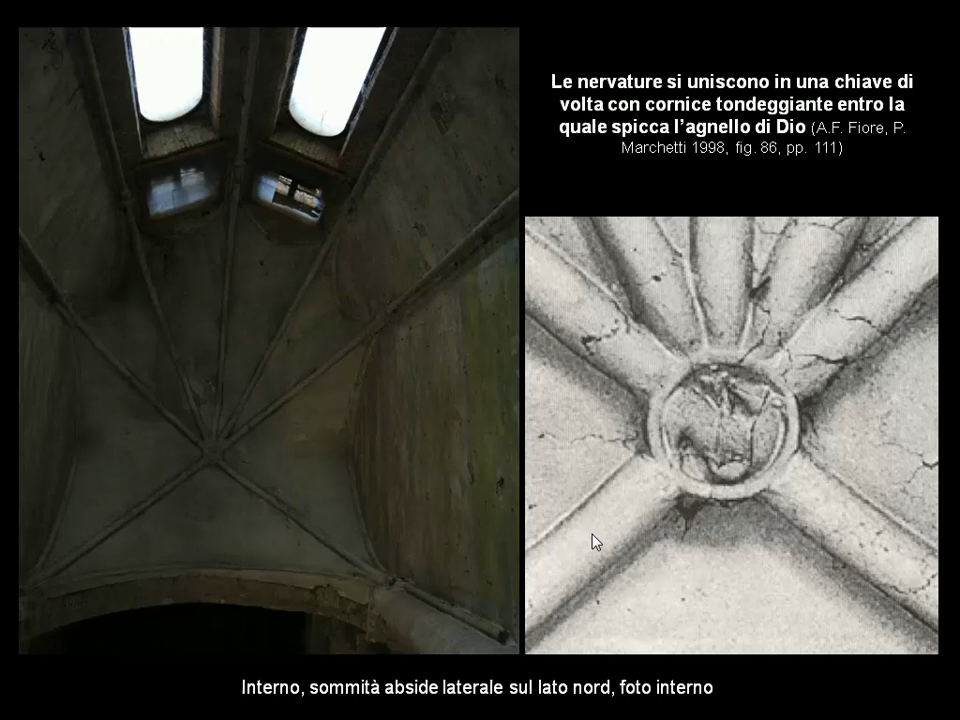 Le nervature si uniscono in una chiave di
volta con cornice tondeggiante entro la
quale spicca l’agnello di Dio (A.F. Fiore, P.
Marchetti 1998, fig. 86, pp. 111)
Interno, sommità abside laterale sul lato nord, foto interno